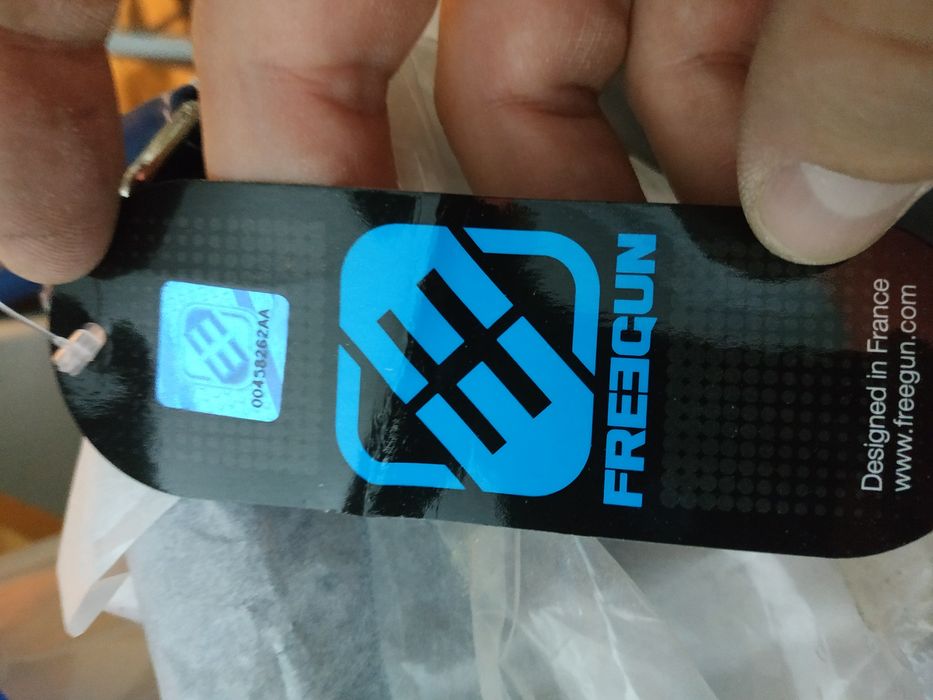 00438262AA
FREEGUN
Designed in France
www.freegun.com